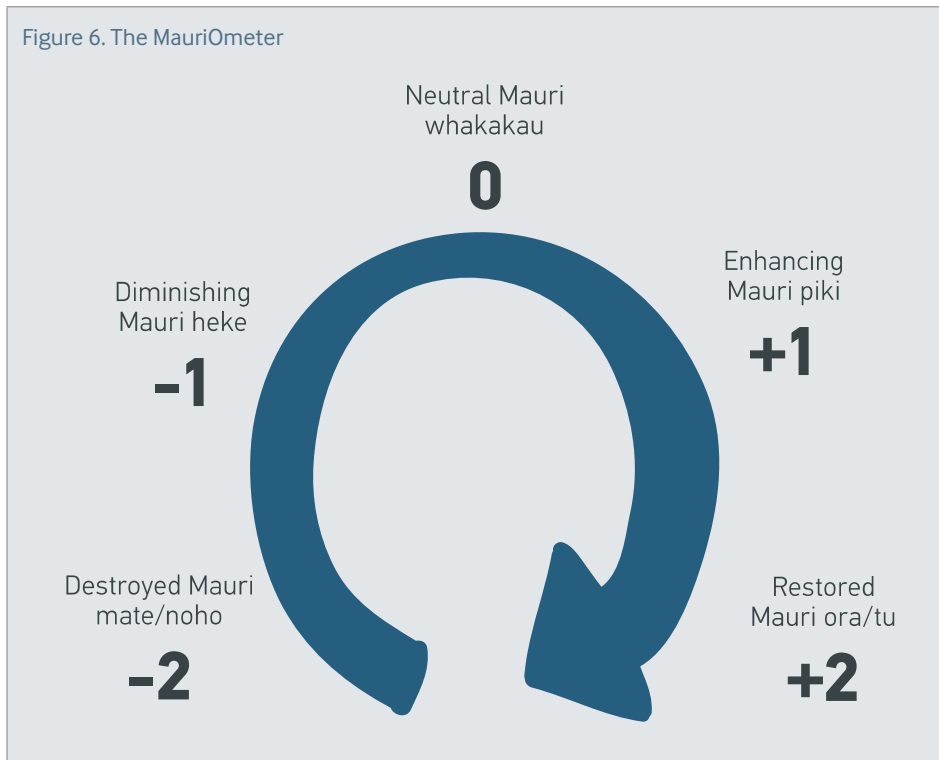 Figure 6. The MauriOmeter
Neutral Mauri
whakakau
0
Enhancing
Mauri piki
+1
Diminishing
Mauri heke
-1
Destroyed Mauri
mate/noho
-2
Restored
Mauri ora/tu
+2